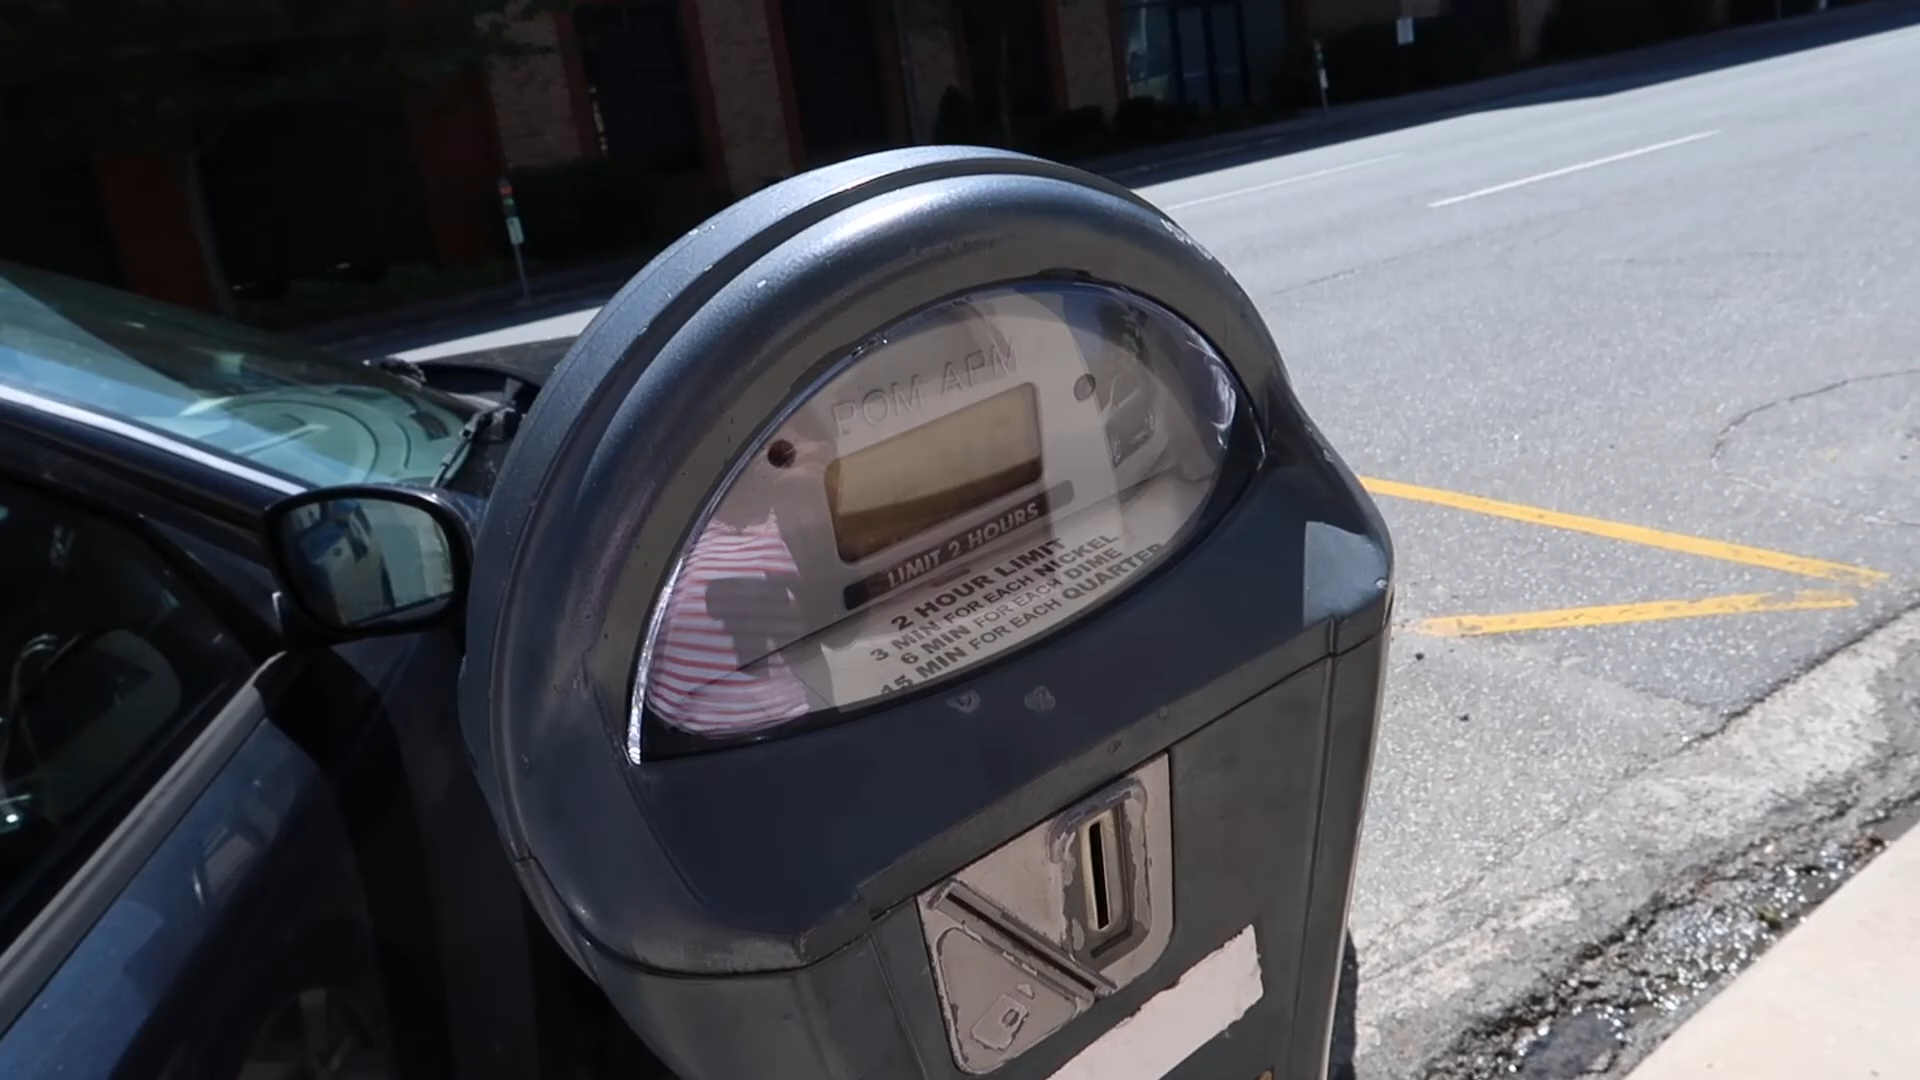 POM APM
LIMIT 2 HOURS
2 HOUR LIMIT
3 MIN FOR EACH NICKEL
6 MIN FOR EACH DIME
15 MIN FOR EACH QUARTER